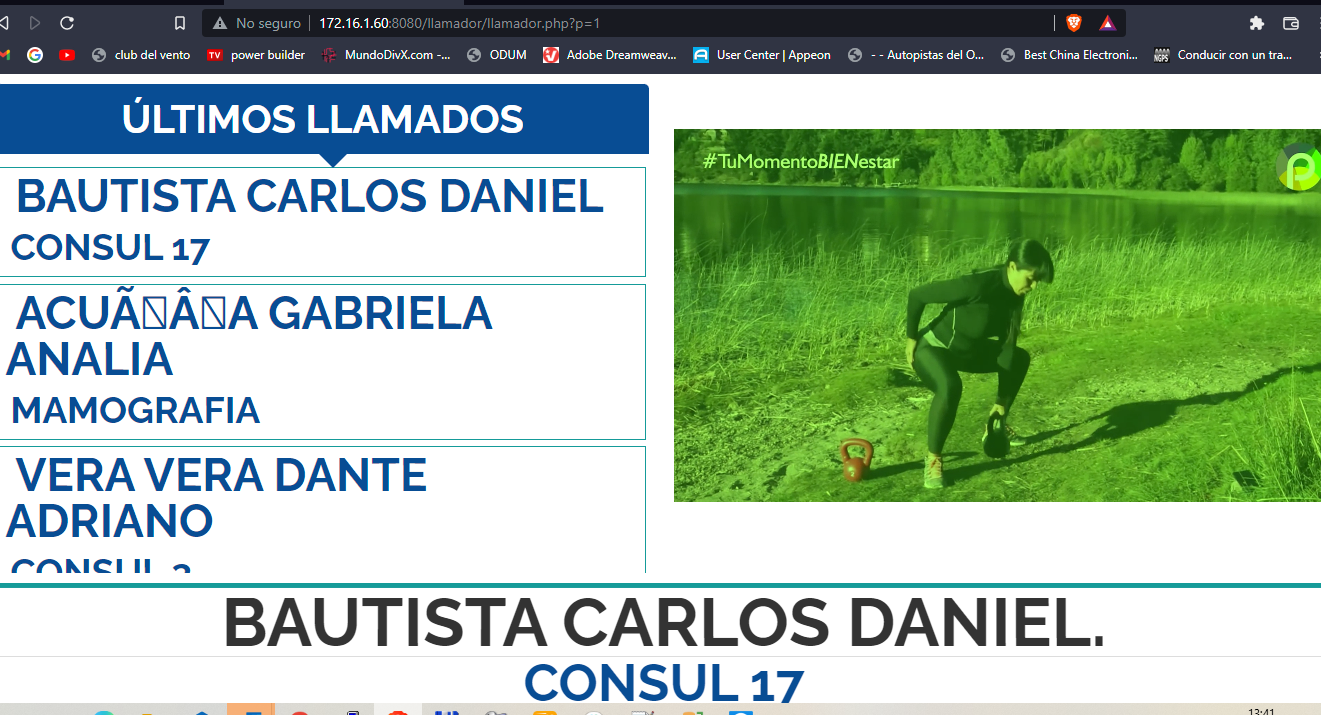 No seguro 172.16.1.60:8080/llamador/llamador.php?p=1
club del vento power builder MundoDivX.com -... ODUM Adobe Dreamweav... User Center | Appeon - - Autopistas del O... Best China Electroni... Conducir con un tra...
ÚLTIMOS LLAMADOS
BAUTISTA CARLOS DANIEL
CONSUL 17
ACUÃ□Â□A GABRIELA
ANALIA
MAMOGRAFIA
VERA VERA DANTE
ADRIANO
CONSUL 2
#TuMomentoBIENestar
BAUTISTA CARLOS DANIEL.
CONSUL 17
13:41